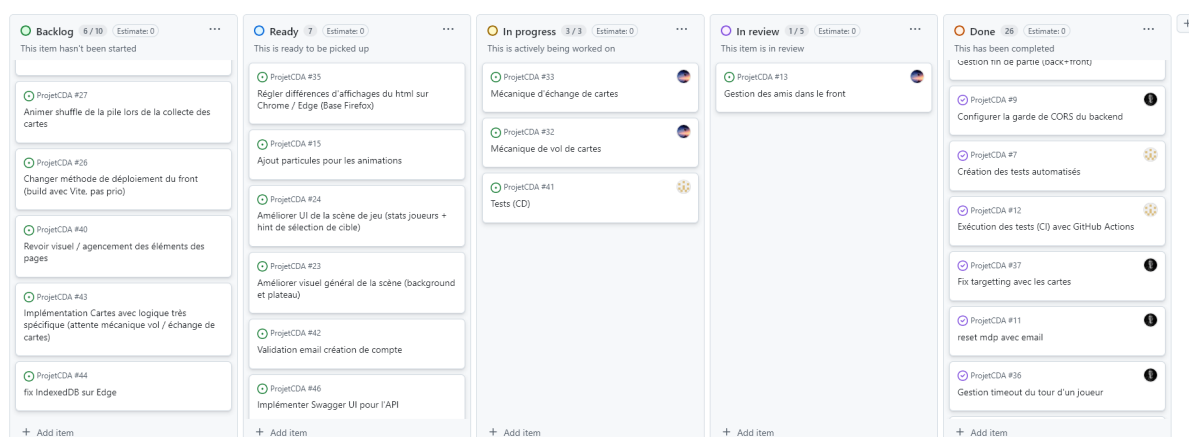 Backlog 6 / 10 Estimate: 0 ...
This item hasn't been started
ProjetCDA #27
Animer shuffle de la pile lors de la collecte des
cartes
ProjetCDA #26
Changer méthode de déploiement du front
(build avec Vite, pas prio)
ProjetCDA #40
Revoir visuel / agencement des éléments des
pages
ProjetCDA #43
Implémentation Cartes avec logique très
spécifique (attente mécanique vol / échange de
cartes)
ProjetCDA #44
fix IndexedDB sur Edge
+ Add item
Ready 7 Estimate: 0 ...
This is ready to be picked up
ProjetCDA #35
Régler différences d'affichages du html sur
Chrome / Edge (Base Firefox)
ProjetCDA #15
Ajout particules pour les animations
ProjetCDA #24
Améliorer UI de la scène de jeu (stats joueurs +
hint de sélection de cible)
ProjetCDA #23
Améliorer visuel général de la scène (background
et plateau)
ProjetCDA #42
Validation email création de compte
ProjetCDA #46
Implémenter Swagger UI pour l'API
+ Add item
In progress 3 / 3 Estimate: 0 ...
This is actively being worked on
ProjetCDA #33
Mécanique d'échange de cartes
ProjetCDA #32
Mécanique de vol de cartes
ProjetCDA #41
Tests (CD)
+ Add item
In review 1 / 5 Estimate: 0 ...
This item is in review
ProjetCDA #13
Gestion des amis dans le front
+ Add item
Done 26 Estimate: 0 ...
This has been completed
Gestion fin de partie (back+front)
ProjetCDA #9
Configurer la garde de CORS du backend
ProjetCDA #7
Création des tests automatisés
ProjetCDA #12
Exécution des tests (CI) avec GitHub Actions
ProjetCDA #37
Fix targetting avec les cartes
ProjetCDA #11
reset mdp avec email
ProjetCDA #36
Gestion timeout du tour d'un joueur
+ Add item
+